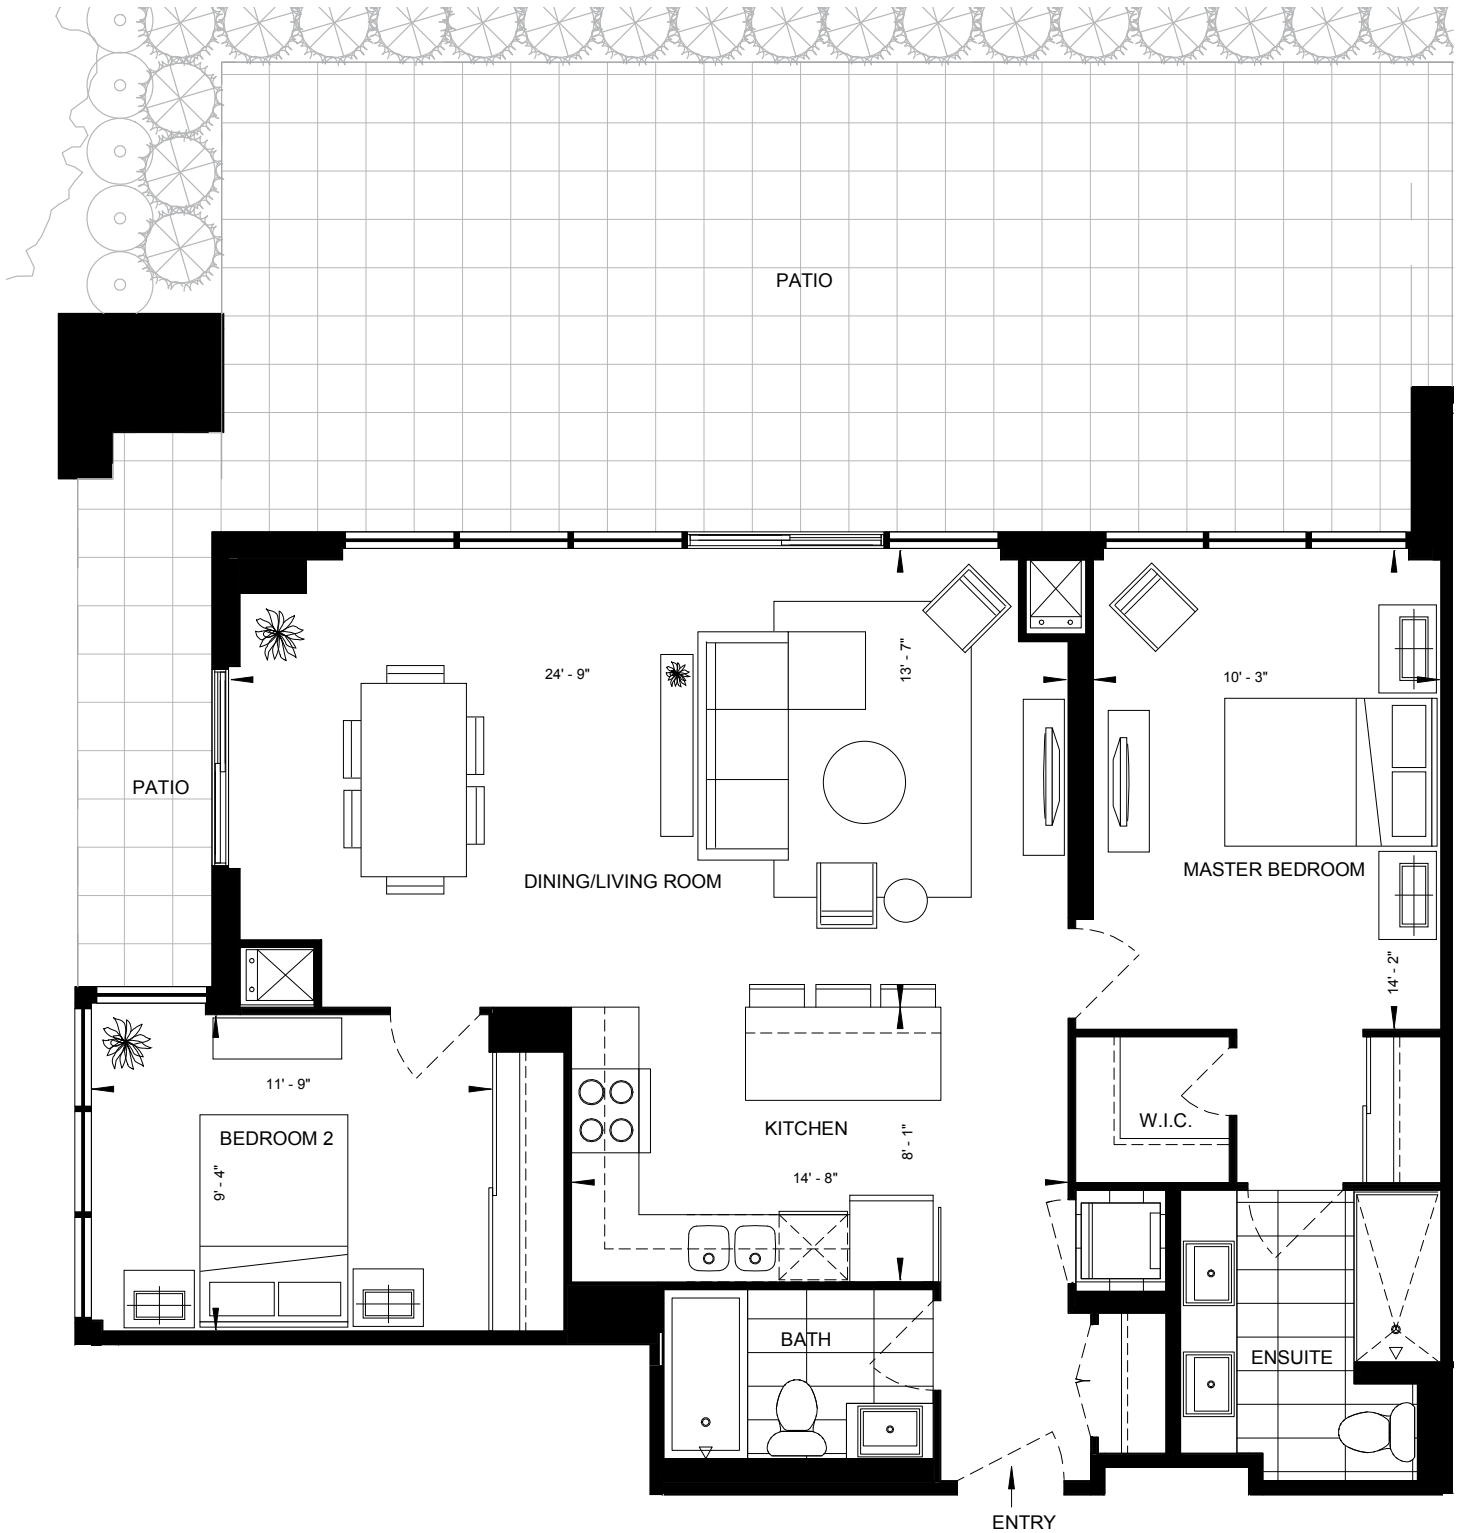 PATIO
24' - 9"
13' - 7"
10' - 3"
PATIO
DINING/LIVING ROOM
MASTER BEDROOM
14' - 2"
11' - 9"
BEDROOM 2
9' - 4"
KITCHEN
8' - 1"
14' - 8"
W.I.C.
BATH
ENSUITE
ENTRY